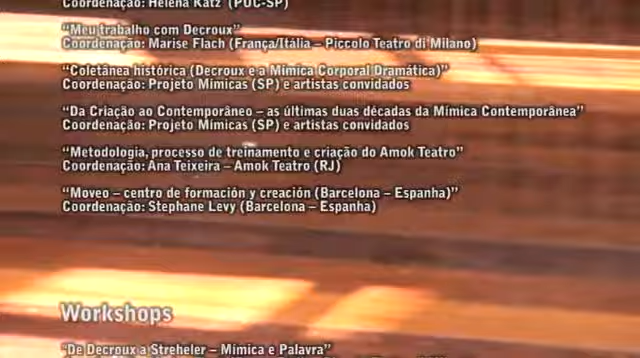 Coordenação: Helena Katz (PUC-SP)
“Meu trabalho com Decroux”
Coordenação: Marise Flach (França/Itália – Piccolo Teatro di Milano)
“Coletânea histórica (Decroux e a Mímica Corporal Dramática)”
Coordenação: Projeto Mímicas (SP) e artistas convidados
“Da Criação ao Contemporâneo – as últimas duas décadas da Mímica Contemporânea”
Coordenação: Projeto Mímicas (SP) e artistas convidados
“Metodologia, processo de treinamento e criação do Amok Teatro”
Coordenação: Ana Teixeira – Amok Teatro (RJ)
“Moveo – centro de formación y creación (Barcelona – Espanha)”
Coordenação: Stephane Levy (Barcelona – Espanha)
Workshops
“De Decroux a Streheler – Mímica e Palavra”